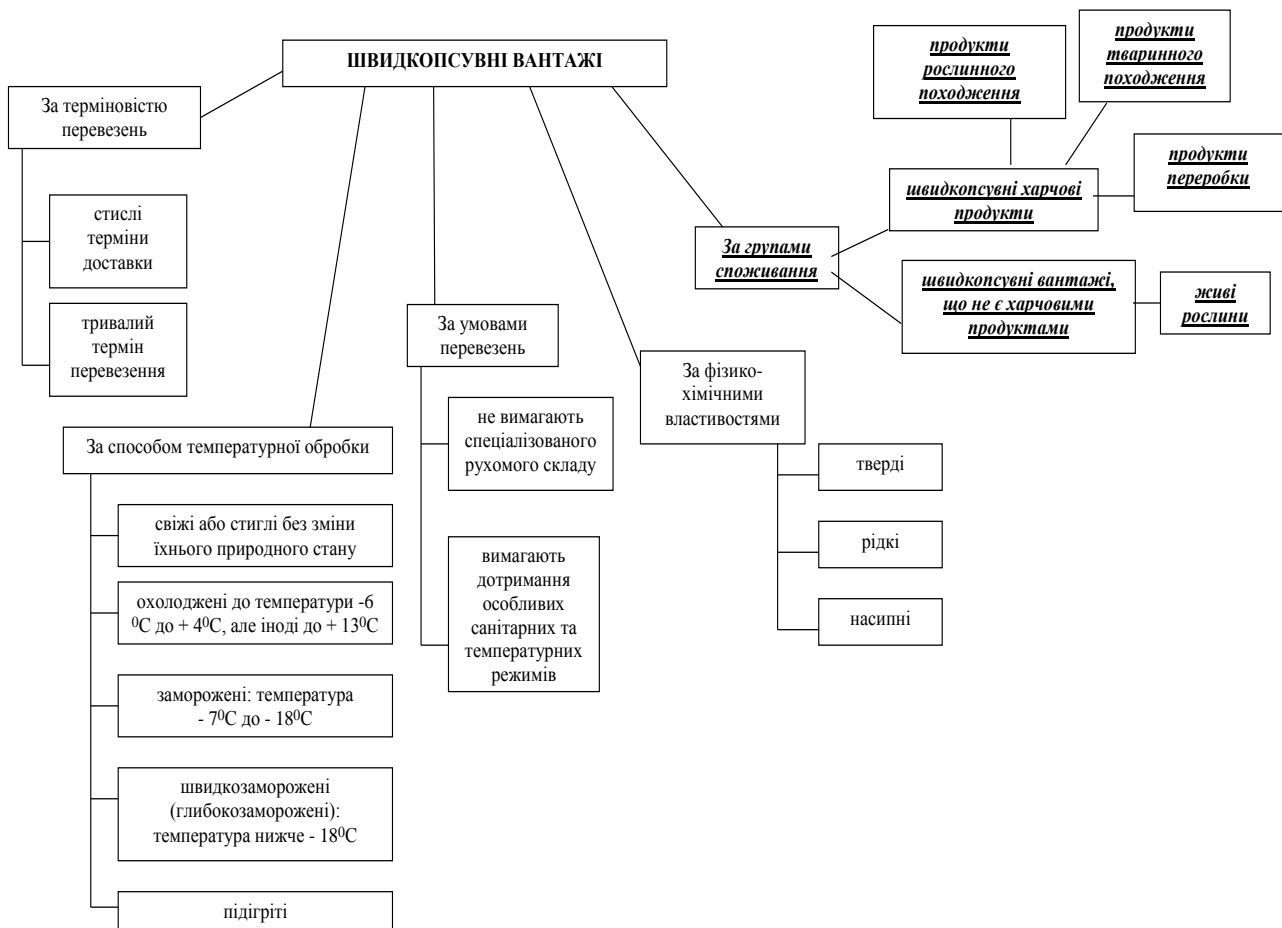 ШВИДКОПСУВНІ ВАНТАЖІ
За терміновістю
перевезень
стислі
терміни
доставки
тривалий
термін
перевезення
За способом температурної обробки
свіжі або стиглі без зміни
їхнього природного стану
охолоджені до температури -6
⁰С до + 4⁰С, але іноді до + 13⁰С
заморожені: температура
- 7⁰С до - 18⁰С
швидкозаморожені
(глибокозаморожені):
температура нижче - 18⁰С
підігріті
За умовами
перевезень
не вимагають
спеціалізованого
рухомого складу
вимагають
дотримання
особливих
санітарних та
температурних
режимів
За фізико-
хімічними
властивостями
тверді
рідкі
насипні
За групами
споживання
швидкопсувні харчові
продукти
продукти
рослинного
походження
продукти
тваринного
походження
продукти
переробки
швидкопсувні вантажі,
що не є харчовими
продуктами
живі
рослини